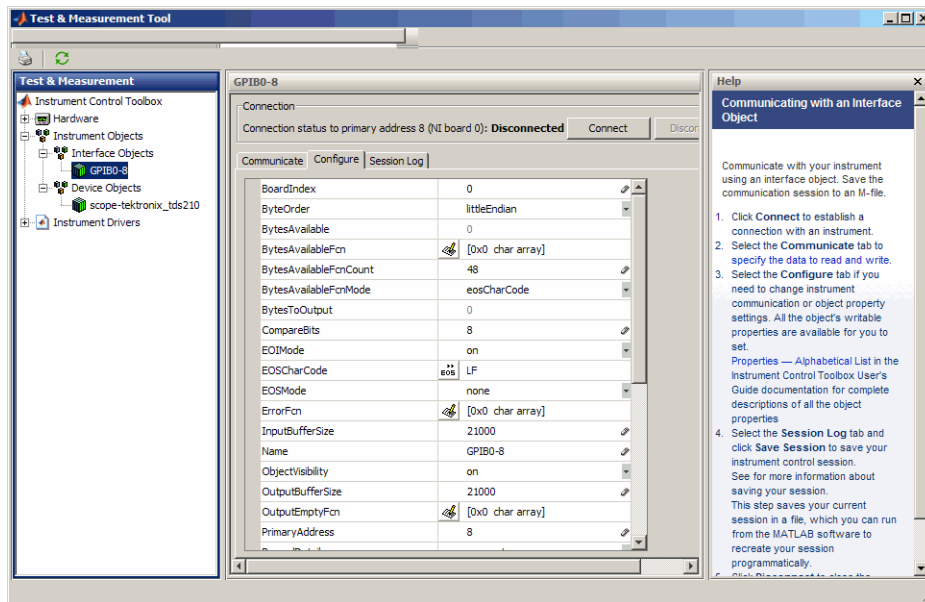 Test & Measurement Tool
Test & Measurement
Instrument Control Toolbox
Hardware
Instrument Objects
Interface Objects
GPIB0-8
Device Objects
scope-tektronix_tds210
Instrument Drivers
GPIB0-8
Connection
Connection status to primary address 8 (NI board 0): Disconnected
Connect
Discon
Communicate
Configure
Session Log
BoardIndex 0
ByteOrder littleEndian
BytesAvailable 0
BytesAvailableFcn [0x0 char array]
BytesAvailableFcnCount 48
BytesAvailableFcnMode eosCharCode
BytesToOutput 0
CompareBits 8
EOIMode on
EOSCharCode EOS LF
EOSMode none
ErrorFcn [0x0 char array]
InputBufferSize 21000
Name GPIB0-8
ObjectVisibility on
OutputBufferSize 21000
OutputEmptyFcn [0x0 char array]
PrimaryAddress 8
Help
Communicating with an Interface
Object
Communicate with your instrument
using an interface object. Save the
communication session to an M-file.
1. Click Connect to establish a
connection with an instrument.
2. Select the Communicate tab to
specify the data to read and write.
3. Select the Configure tab if you
need to change instrument
communication or object property
settings. All the object's writable
properties are available for you to
set.
Properties — Alphabetical List in the
Instrument Control Toolbox User's
Guide documentation for complete
descriptions of all the object
properties
4. Select the Session Log tab and
click Save Session to save your
instrument control session.
See for more information about
saving your session.
This step saves your current
session in a file, which you can run
from the MATLAB software to
recreate your session
programmatically.